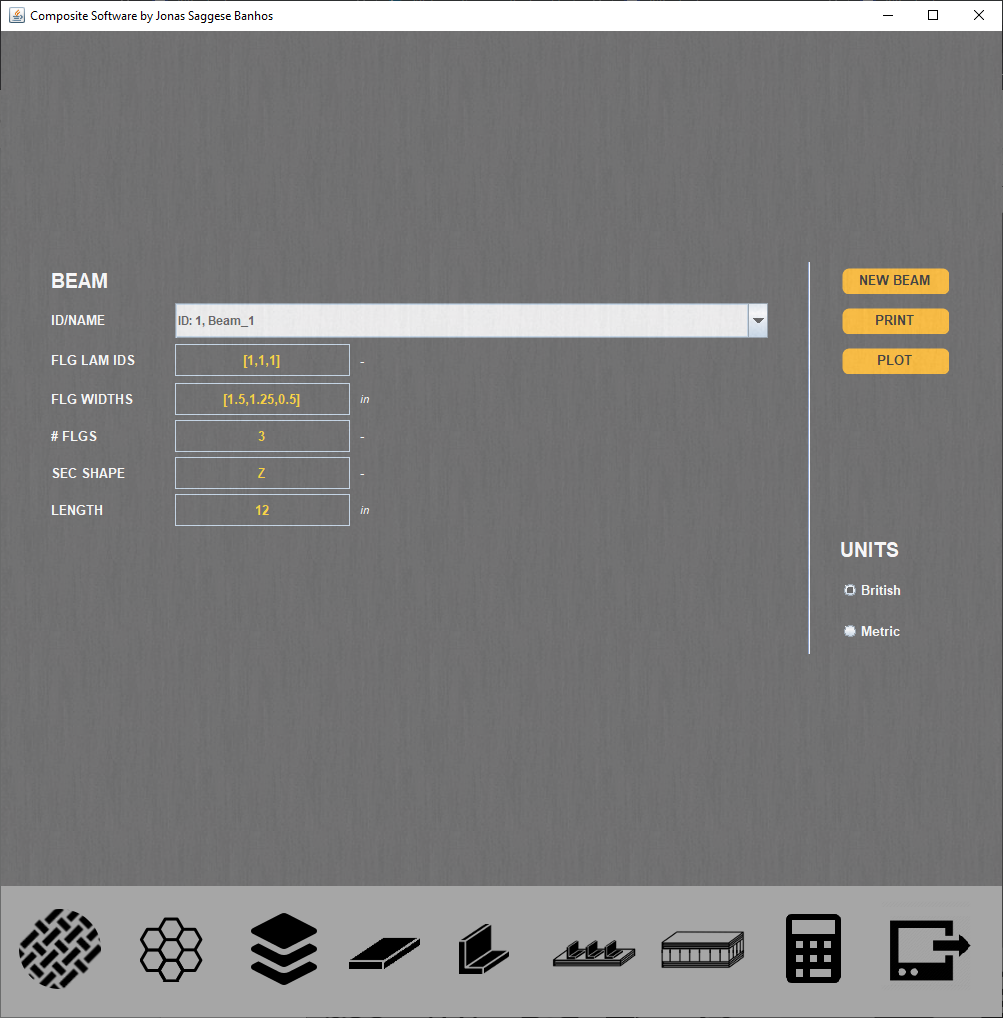 Composite Software by Jonas Saggese Banhos
BEAM
ID/NAME ID: 1, Beam_1
FLG LAM IDS [1,1,1] -
FLG WIDTHS [1.5,1.25,0.5] in
# FLGS 3 -
SEC SHAPE Z -
LENGTH 12 in
NEW BEAM
PRINT
PLOT
UNITS
British
Metric